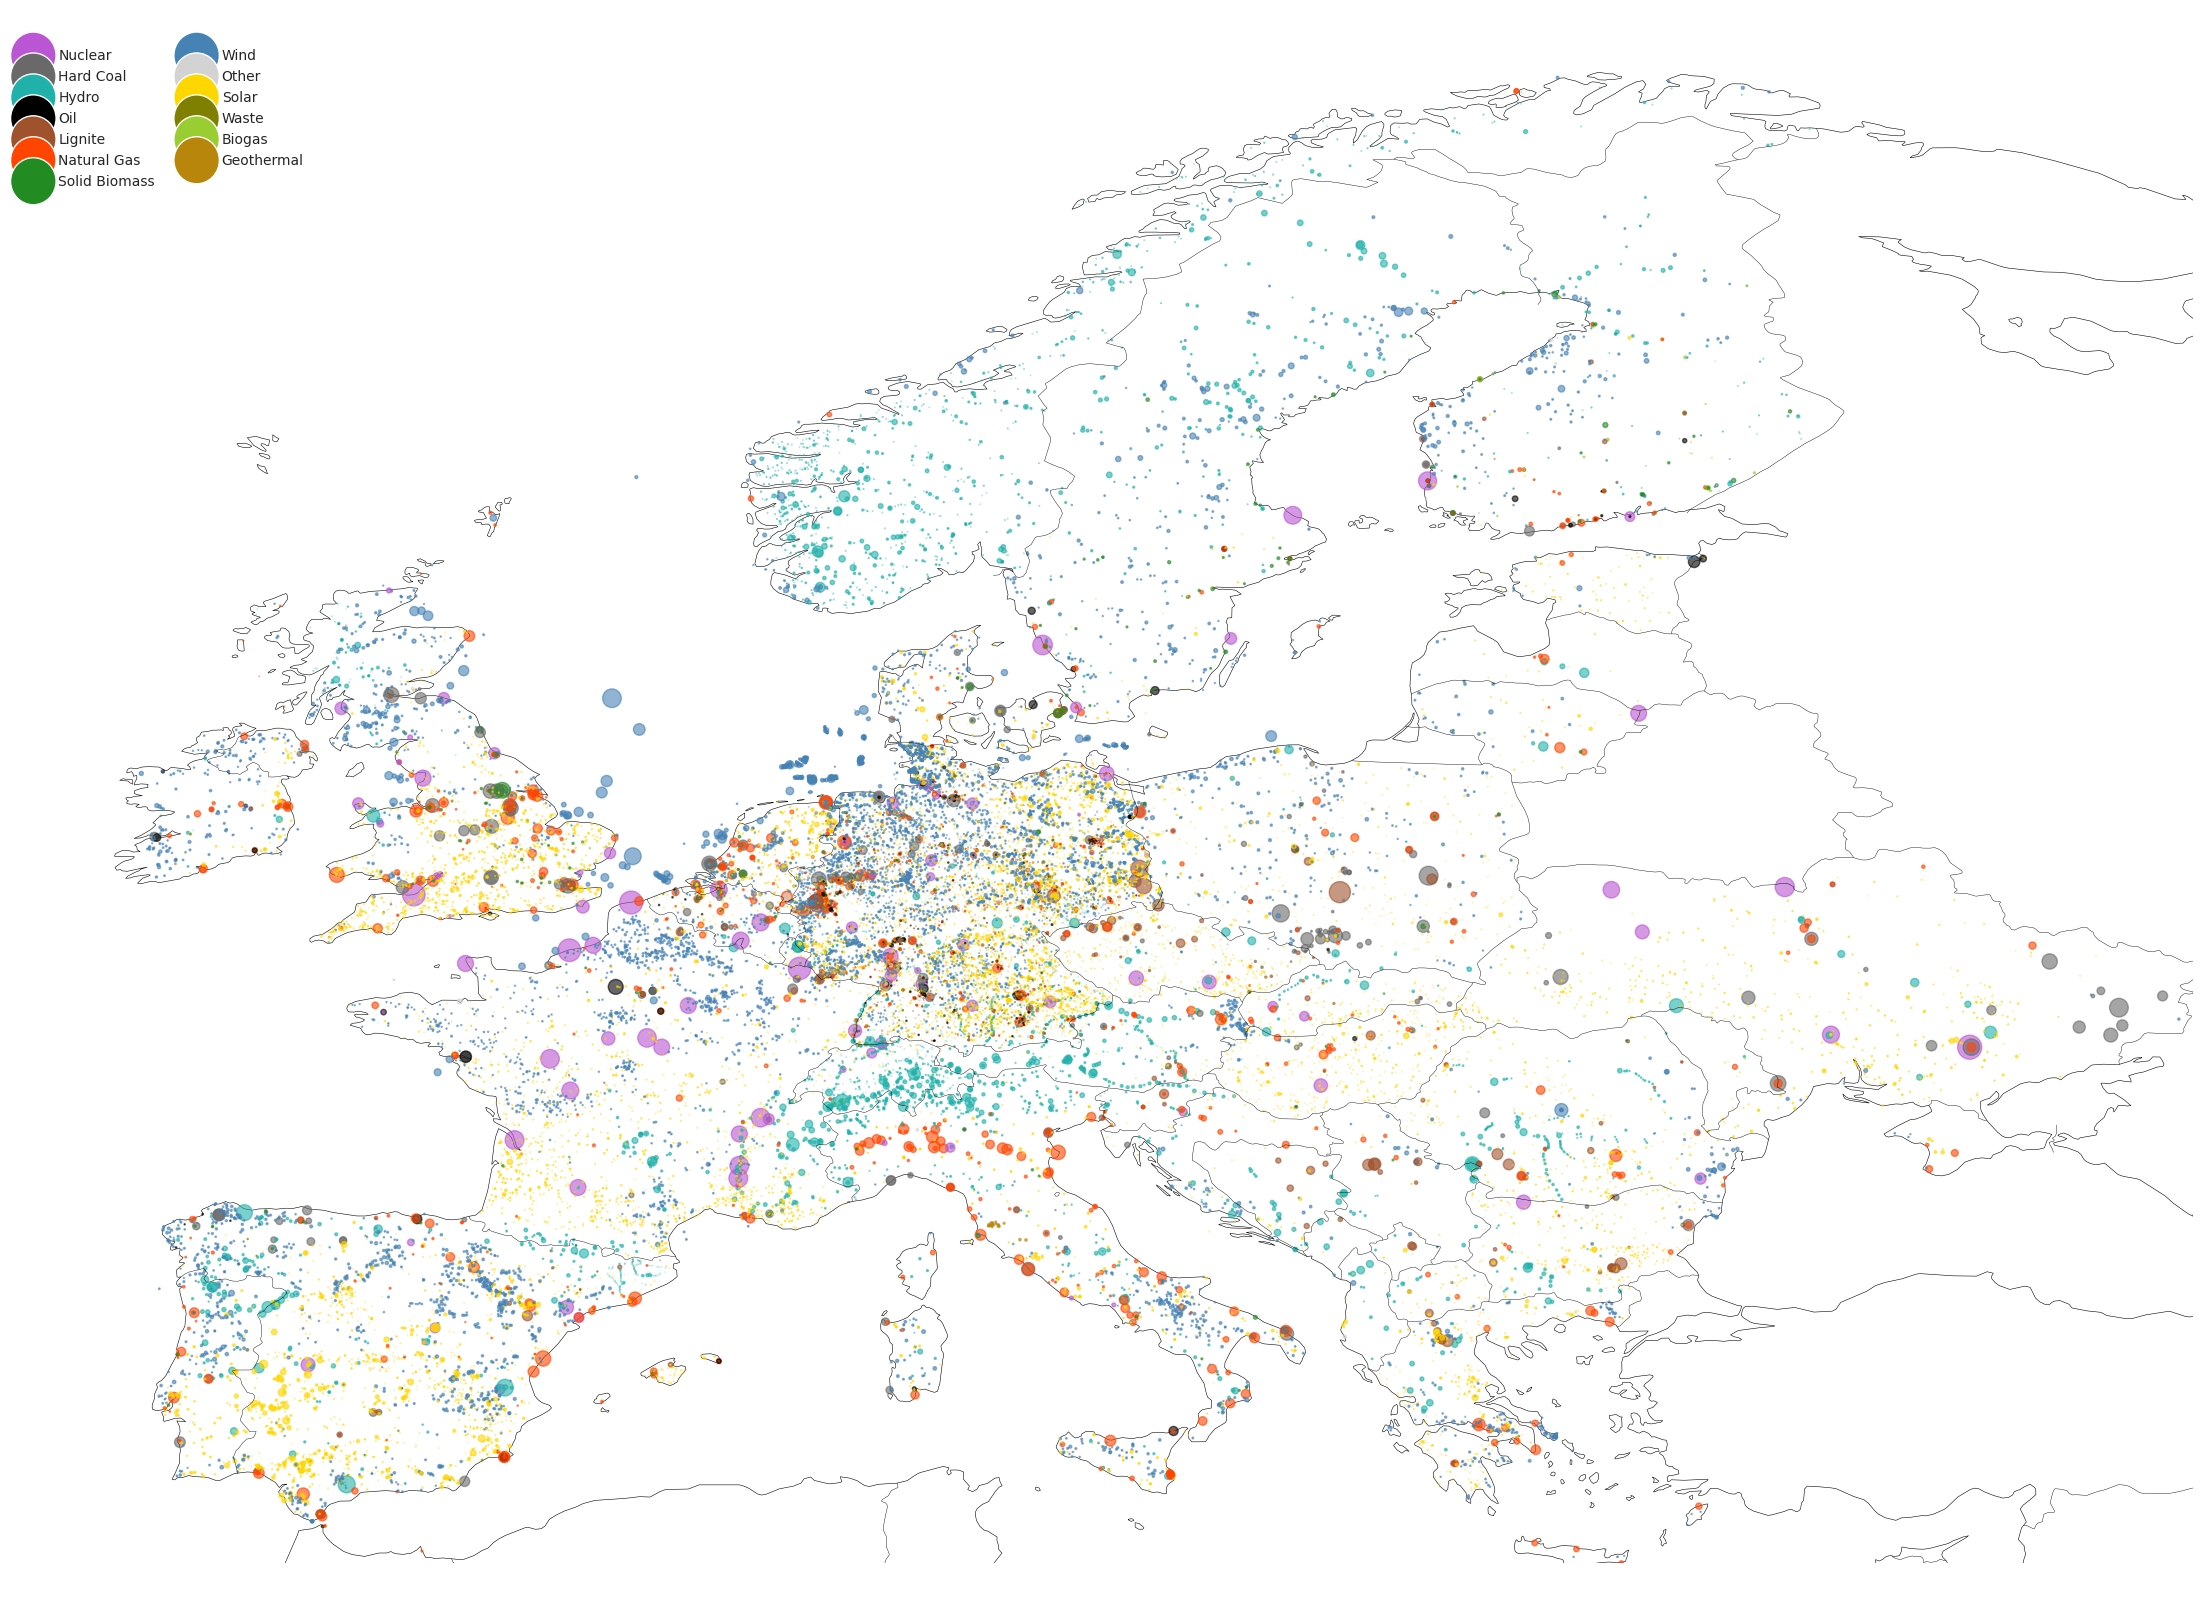 Nuclear
Hard Coal
Hydro
Oil
Lignite
Natural Gas
Solid Biomass
Wind
Other
Solar
Waste
Biogas
Geothermal